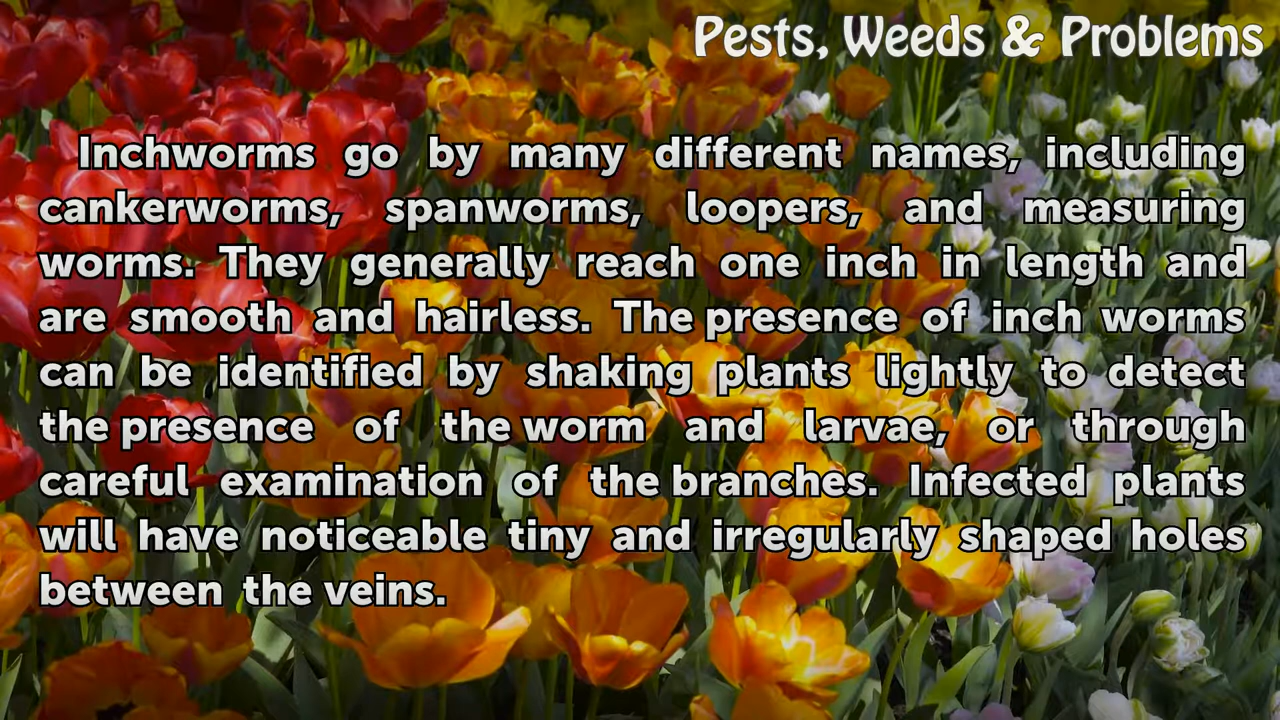 Pests, Weeds & Problems
Inchworms go by many different names, including
cankerworms, spanworms, loopers, and measuring
worms. They generally reach one inch in length and
are smooth and hairless. The presence of inch worms
can be identified by shaking plants lightly to detect
the presence of the worm and larvae, or through
careful examination of the branches. Infected plants
will have noticeable tiny and irregularly shaped holes
between the veins.